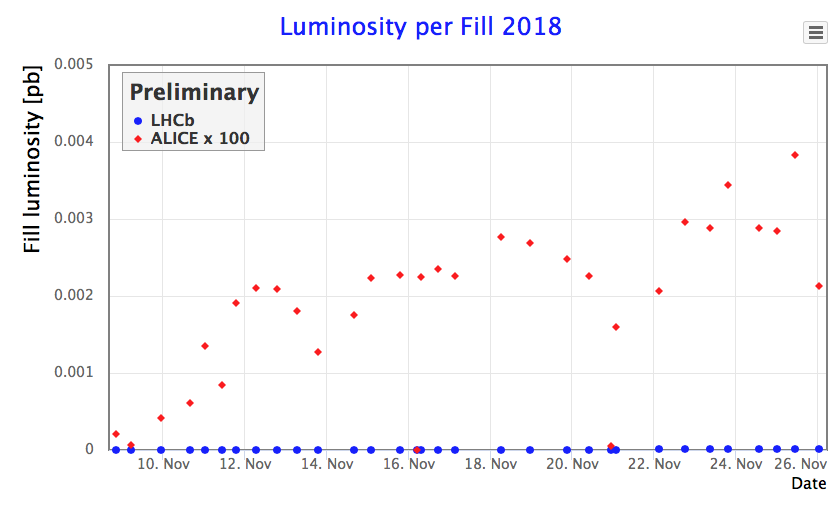 Luminosity per Fill 2018
Fill luminosity [pb]
Preliminary
LHCb
ALICE x 100
0.005
0.004
0.003
0.002
0.001
0
10. Nov
12. Nov
14. Nov
16. Nov
18. Nov
20. Nov
22. Nov
24. Nov
26. Nov
Date